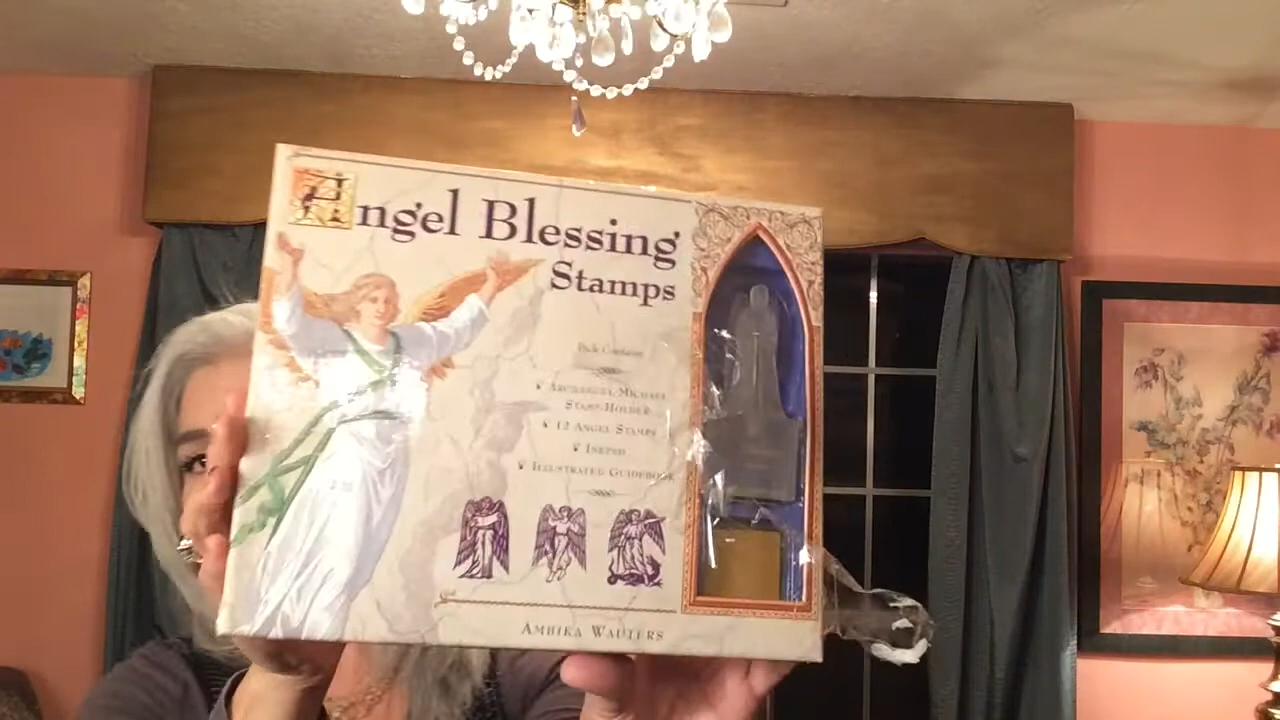 Angel Blessing
Stamps
Pack Contains
Archangel Michael
Stamp Holder
12 Angel Stamps
Inkpad
Illustrated Guidebook
Ambika Wauters